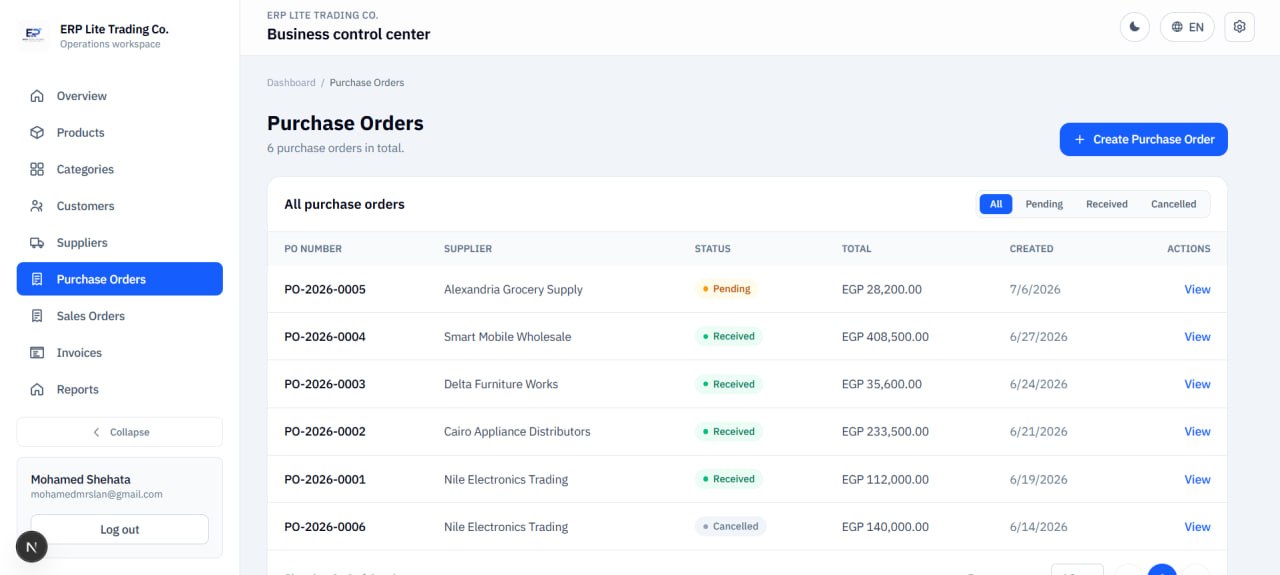 ERP
ERP Lite Trading Co.
Operations workspace
Overview
Products
Categories
Customers
Suppliers
Purchase Orders
Sales Orders
Invoices
Reports
Collapse
Mohamed Shehata
mohamedmrslan@gmail.com
Log out
N
ERP LITE TRADING CO.
Business control center
EN
Dashboard / Purchase Orders
Purchase Orders
6 purchase orders in total.
+ Create Purchase Order
All purchase orders
All Pending Received Cancelled
PO NUMBER SUPPLIER STATUS TOTAL CREATED ACTIONS
PO-2026-0005 Alexandria Grocery Supply Pending EGP 28,200.00 7/6/2026 View
PO-2026-0004 Smart Mobile Wholesale Received EGP 408,500.00 6/27/2026 View
PO-2026-0003 Delta Furniture Works Received EGP 35,600.00 6/24/2026 View
PO-2026-0002 Cairo Appliance Distributors Received EGP 233,500.00 6/21/2026 View
PO-2026-0001 Nile Electronics Trading Received EGP 112,000.00 6/19/2026 View
PO-2026-0006 Nile Electronics Trading Cancelled EGP 140,000.00 6/14/2026 View